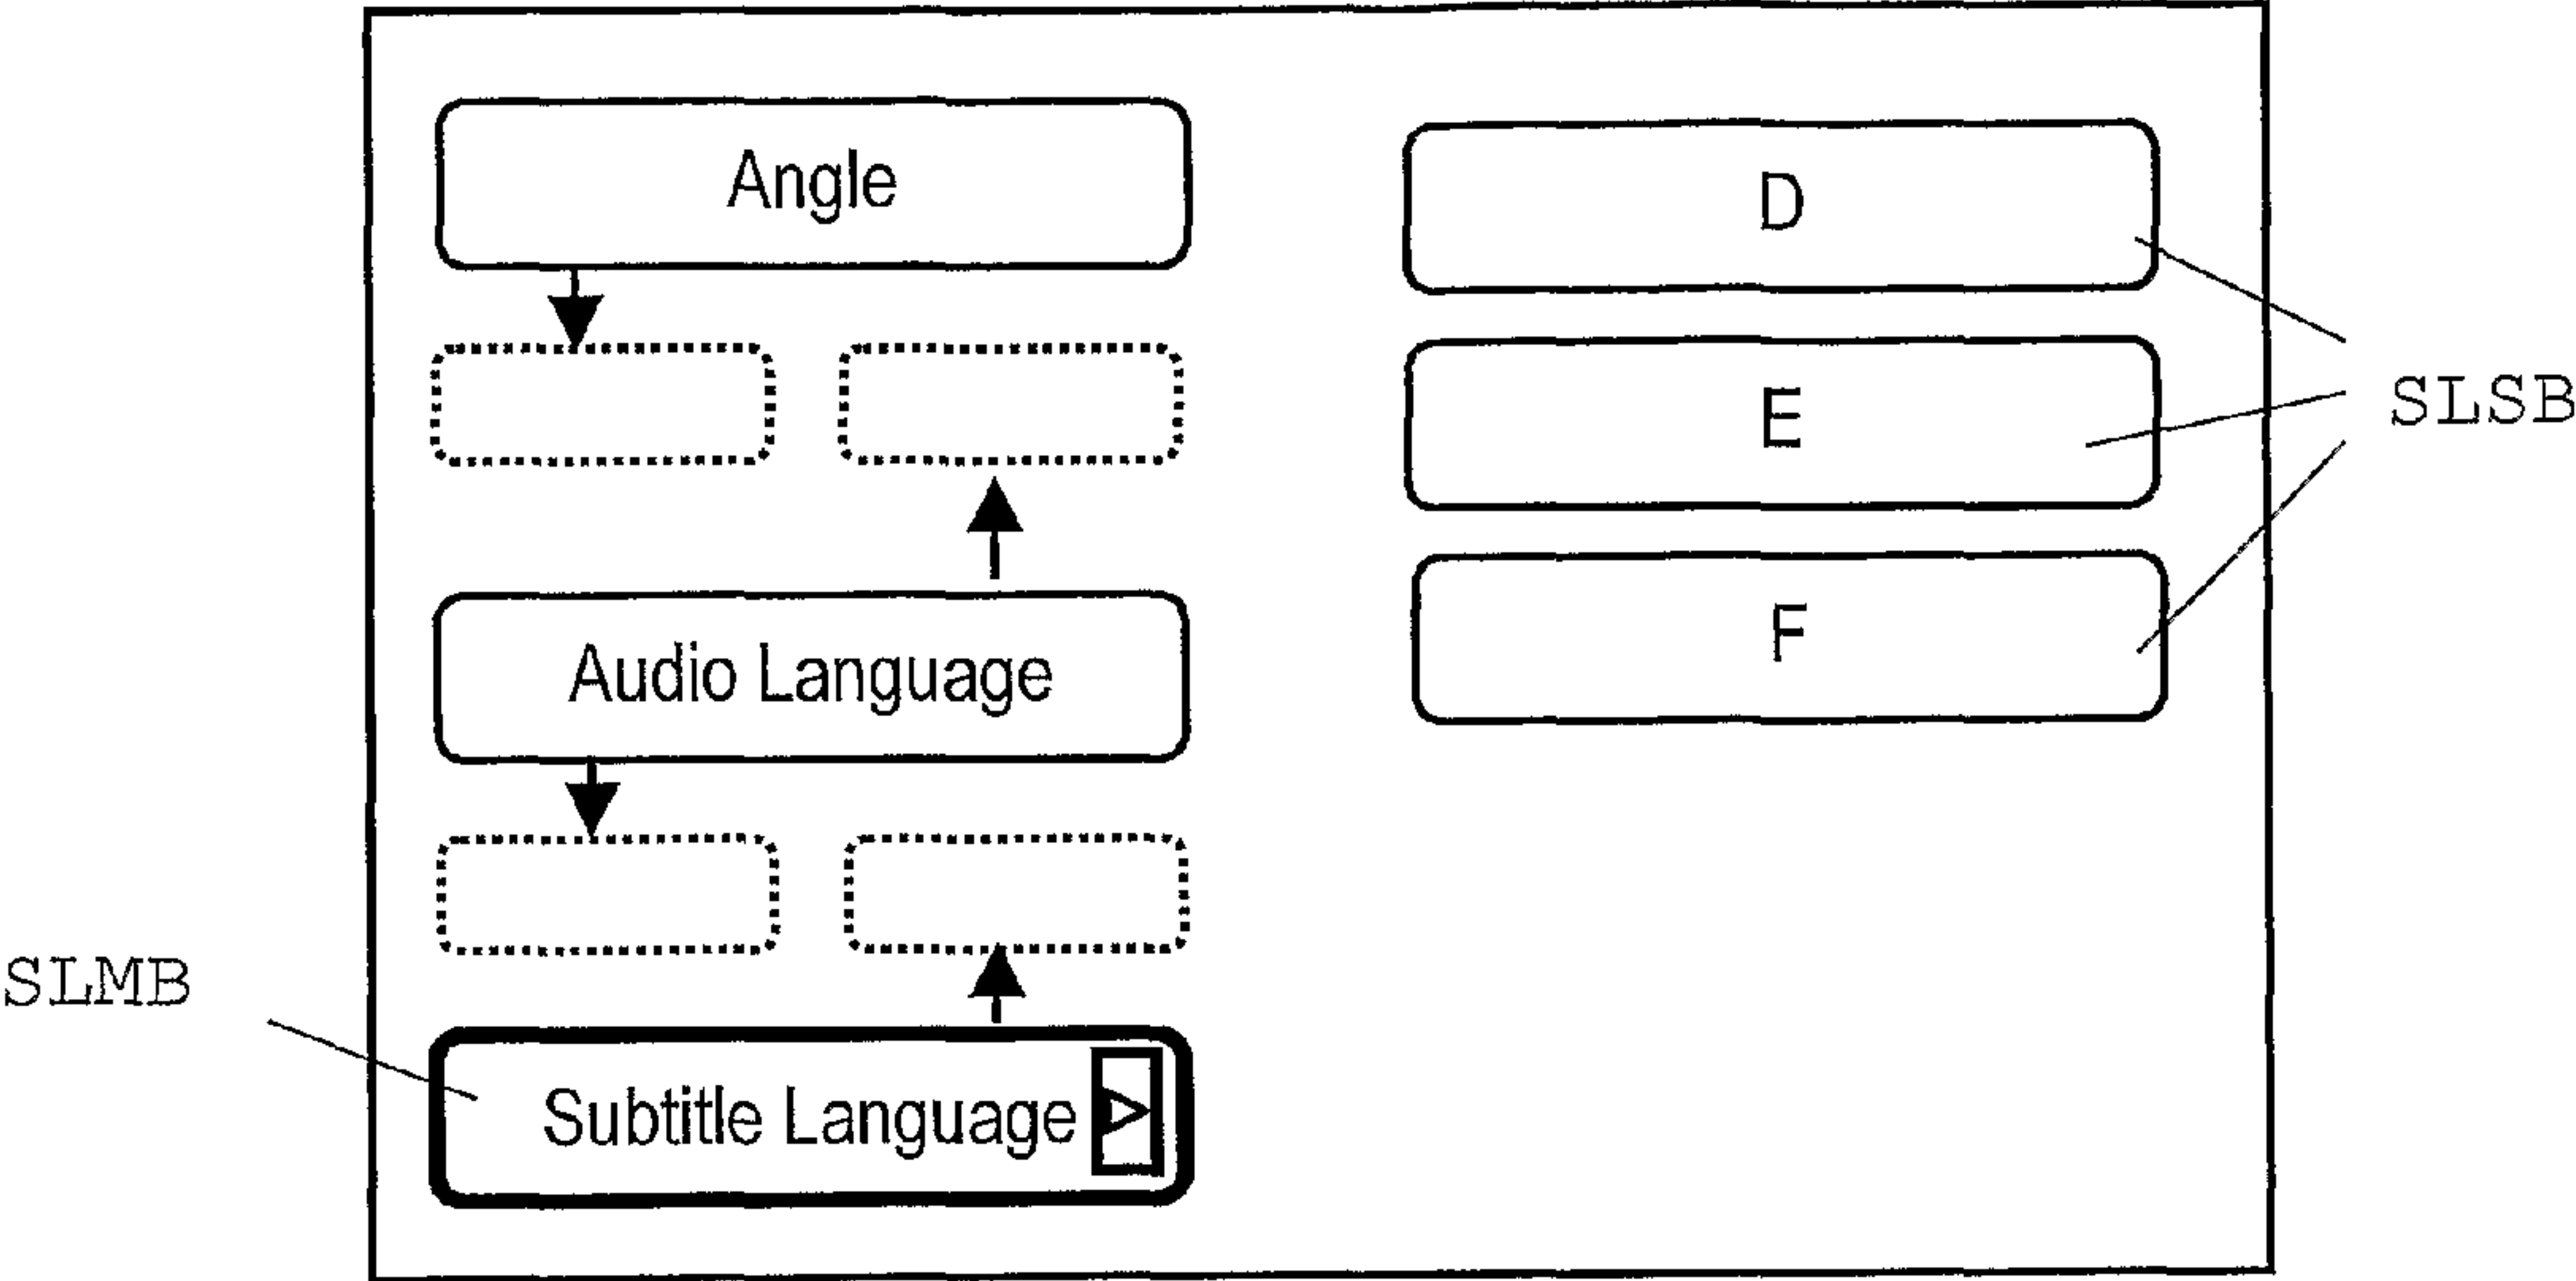 Angle
Audio Language
Subtitle Language
D
E
F
SLSB
SLMB